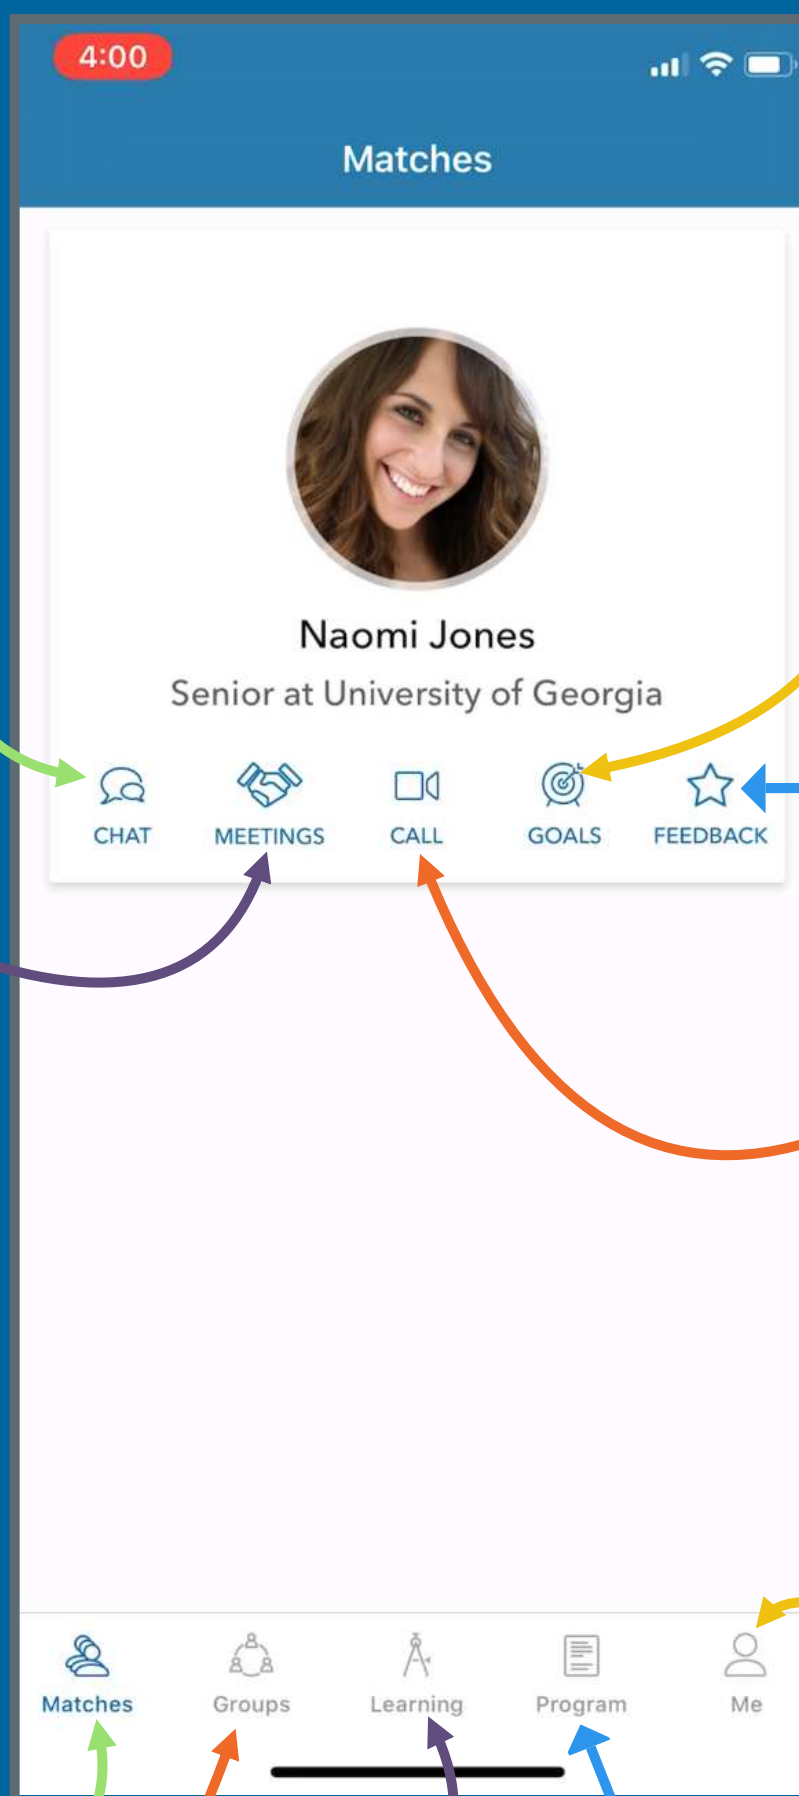 4:00
Matches
Naomi Jones
Senior at University of Georgia
CHAT MEETINGS CALL GOALS FEEDBACK
Matches Groups Learning Program Me